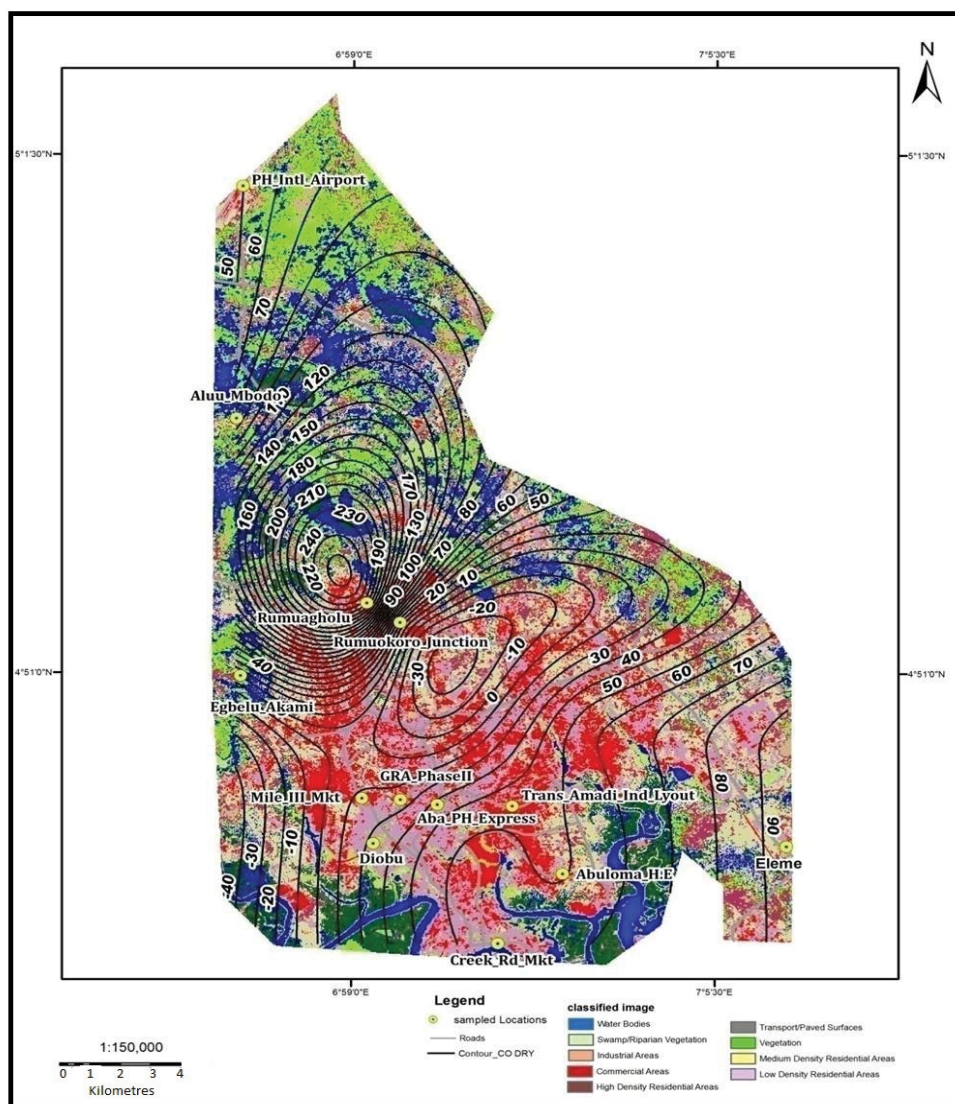 6°59'0"E
7°5'30"E
N
5°1'30"N
5°1'30"N
PH_Intl_Airport
50
60
70
Aluu_Mbodo
120
140
150
180
170
210
160
200
230
130
80
60
50
240
220
190
100
70
90
20
10
-20
Rumuagholu
Rumuokoro_Junction
4°51'0"N
4°51'0"N
40
-30
-10
0
30
40
50
60
70
Egbelu_Akami
GRA_PhaseII
Mile_III_Mkt
Trans_Amadi_Ind_Lyout
Aba_PH_Express
80
90
-10
-30
-40
-20
Diobu
Eleme
Abuloma_H.E
Creek_Rd_Mkt
6°59'0"E
7°5'30"E
Legend
sampled Locations
Roads
Contour_CO DRY
classified image
Water Bodies
Swamp/Riparian Vegetation
Industrial Areas
Commercial Areas
High Density Residential Areas
Transport/Paved Surfaces
Vegetation
Medium Density Residential Areas
Low Density Residential Areas
1:150,000
0 1 2 3 4
Kilometres